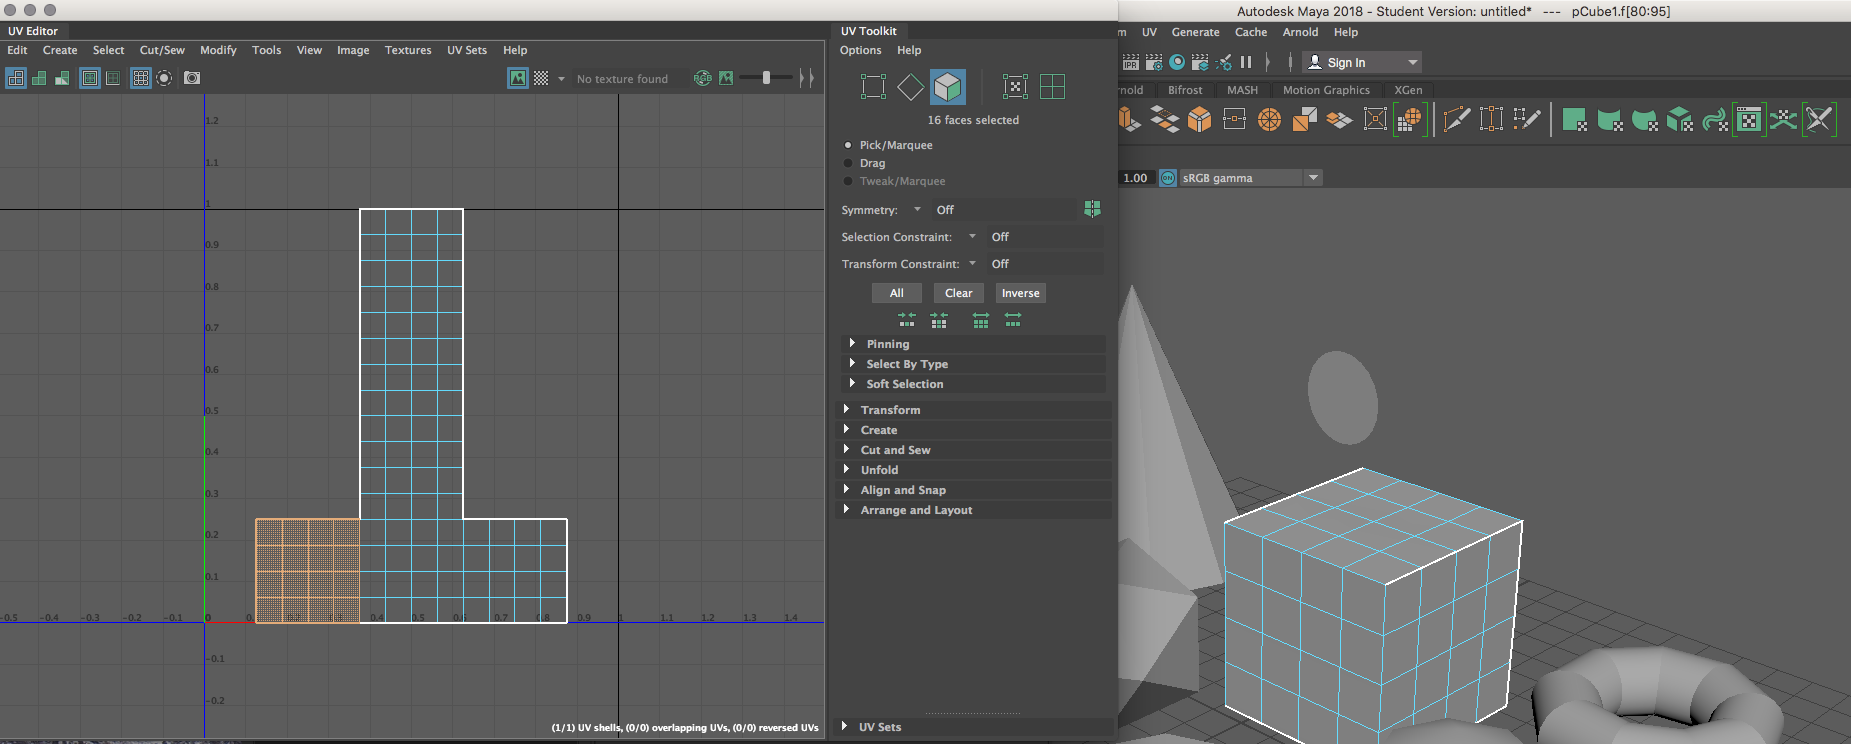 UV Editor
Edit Create Select Cut/Sew Modify Tools View Image Textures UV Sets Help
No texture found
RGB
1.2
1.1
1
0.9
0.8
0.7
0.6
0.5
0.4
0.3
0.2
0.1
-0.5 -0.4 -0.3 -0.2 -0.1 0 0.4 0.5 0.6 0.7 0.8 0.9 1 1.1 1.2 1.3 1.4
-0.1
-0.2
(1/1) UV shells, (0/0) overlapping UVs, (0/0) reversed UVs
UV Toolkit
Options Help
16 faces selected
Pick/Marquee
Drag
Tweak/Marquee
Symmetry: Off
Selection Constraint: Off
Transform Constraint: Off
All Clear Inverse
Pinning
Select By Type
Soft Selection
Transform
Create
Cut and Sew
Unfold
Align and Snap
Arrange and Layout
UV Sets
Autodesk Maya 2018 - Student Version: untitled* --- pCube1.f[80:95]
m UV Generate Cache Arnold Help
IPR
Sign In
nold Bifrost MASH Motion Graphics XGen
1.00 ON sRGB gamma